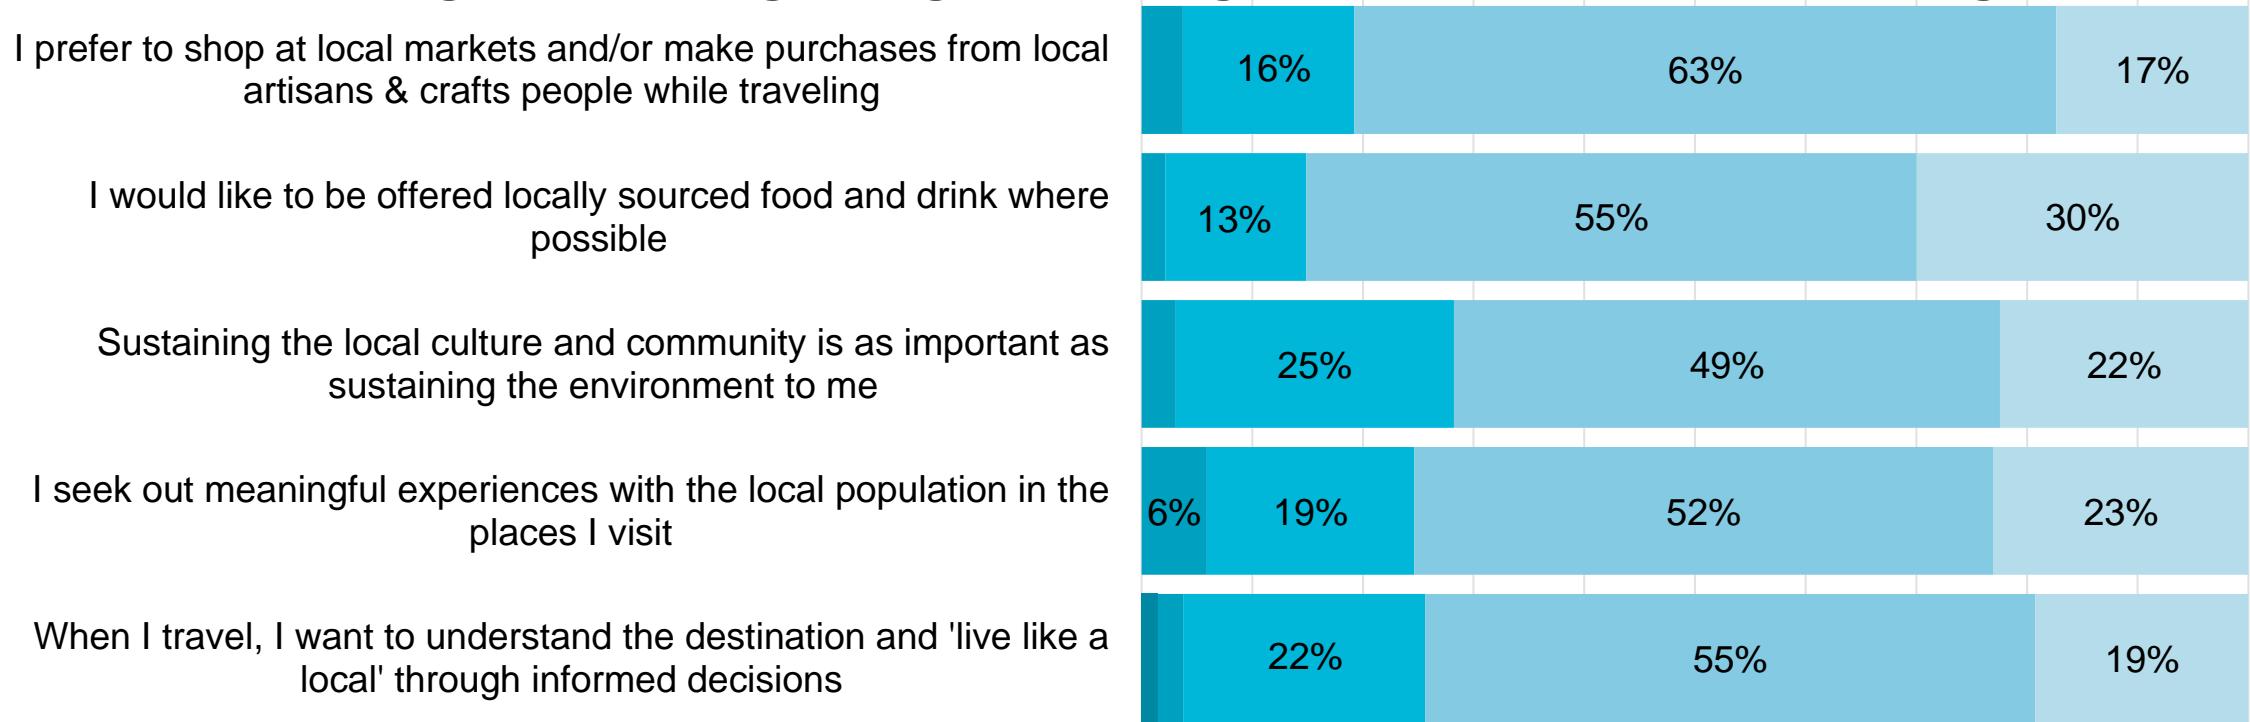 I prefer to shop at local markets and/or make purchases from local
artisans & crafts people while traveling
16% 63% 17%
I would like to be offered locally sourced food and drink where
possible
13% 55% 30%
Sustaining the local culture and community is as important as
sustaining the environment to me
25% 49% 22%
I seek out meaningful experiences with the local population in the
places I visit
6% 19% 52% 23%
When I travel, I want to understand the destination and 'live like a
local' through informed decisions
22% 55% 19%